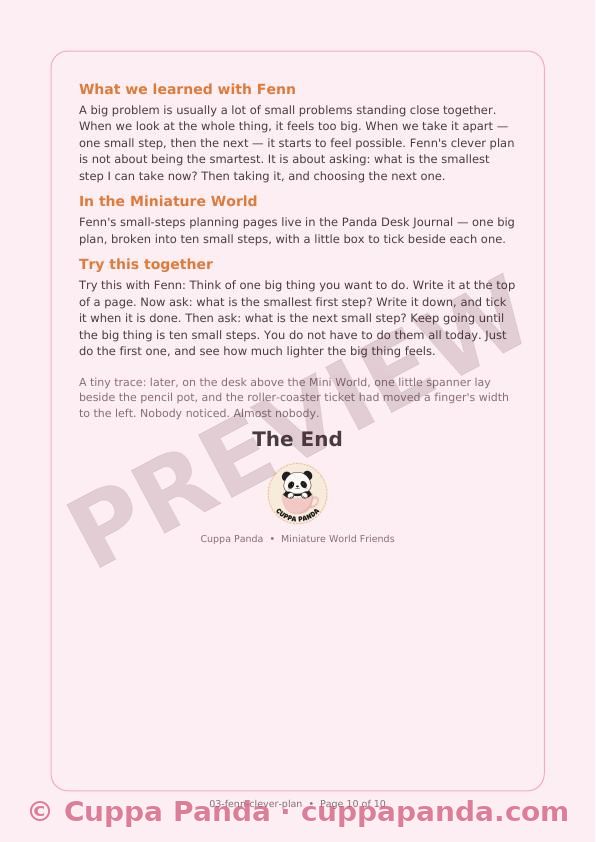 What we learned with Fenn
A big problem is usually a lot of small problems standing close together.
When we look at the whole thing, it feels too big. When we take it apart —
one small step, then the next — it starts to feel possible. Fenn's clever plan
is not about being the smartest. It is about asking: what is the smallest
step I can take now? Then taking it, and choosing the next one.
In the Miniature World
Fenn's small-steps planning pages live in the Panda Desk Journal — one big
plan, broken into ten small steps, with a little box to tick beside each one.
Try this together
Try this with Fenn: Think of one big thing you want to do. Write it at the top
of a page. Now ask: what is the smallest first step? Write it down, and tick
it when it is done. Then ask: what is the next small step? Keep going until
the big thing is ten small steps. You do not have to do them all today. Just
do the first one, and see how much lighter the big thing feels.
A tiny trace: later, on the desk above the Mini World, one little spanner lay
beside the pencil pot, and the roller-coaster ticket had moved a finger's width
to the left. Nobody noticed. Almost nobody.
PREVIEW
The End
CUPPA PANDA
Cuppa Panda • Miniature World Friends
03-fenn-clever-plan • Page 10 of 10
© Cuppa Panda · cuppapanda.com